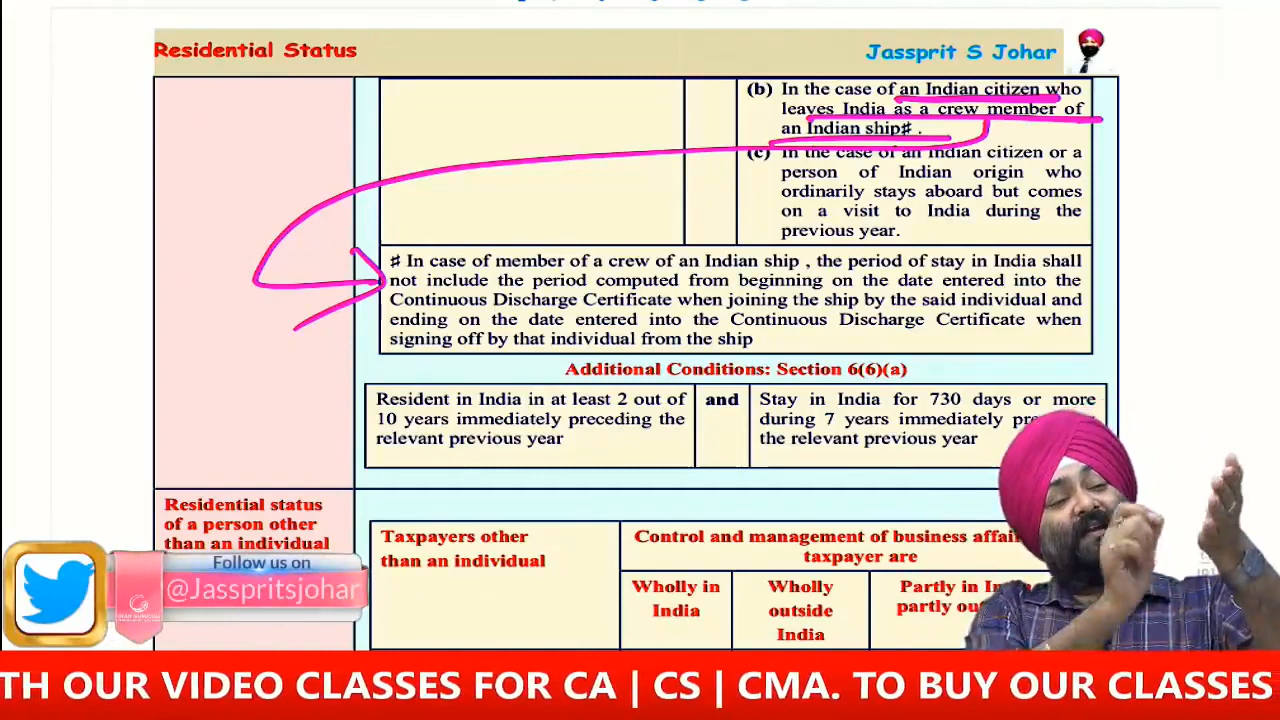 Residential Status
Jassprit S Johar
(b) In the case of an Indian citizen who
leaves India as a crew member of
an Indian ship♯ .
(c) In the case of an Indian citizen or a
person of Indian origin who
ordinarily stays aboard but comes
on a visit to India during the
previous year.
♯ In case of member of a crew of an Indian ship , the period of stay in India shall
not include the period computed from beginning on the date entered into the
Continuous Discharge Certificate when joining the ship by the said individual and
ending on the date entered into the Continuous Discharge Certificate when
signing off by that individual from the ship
Additional Conditions: Section 6(6)(a)
Resident in India in at least 2 out of
10 years immediately preceding the
relevant previous year
and
Stay in India for 730 days or more
during 7 years immediately
the relevant previous year
Residential status
of a person other
than an individual
Taxpayers other
than an individual
Control and management of business
taxpayer are
Wholly in
India
Wholly
outside
India
Partly in
partly
Follow us on
@Jasspritsjohar
TH OUR VIDEO CLASSES FOR CA | CS | CMA. TO BUY OUR CLASSES